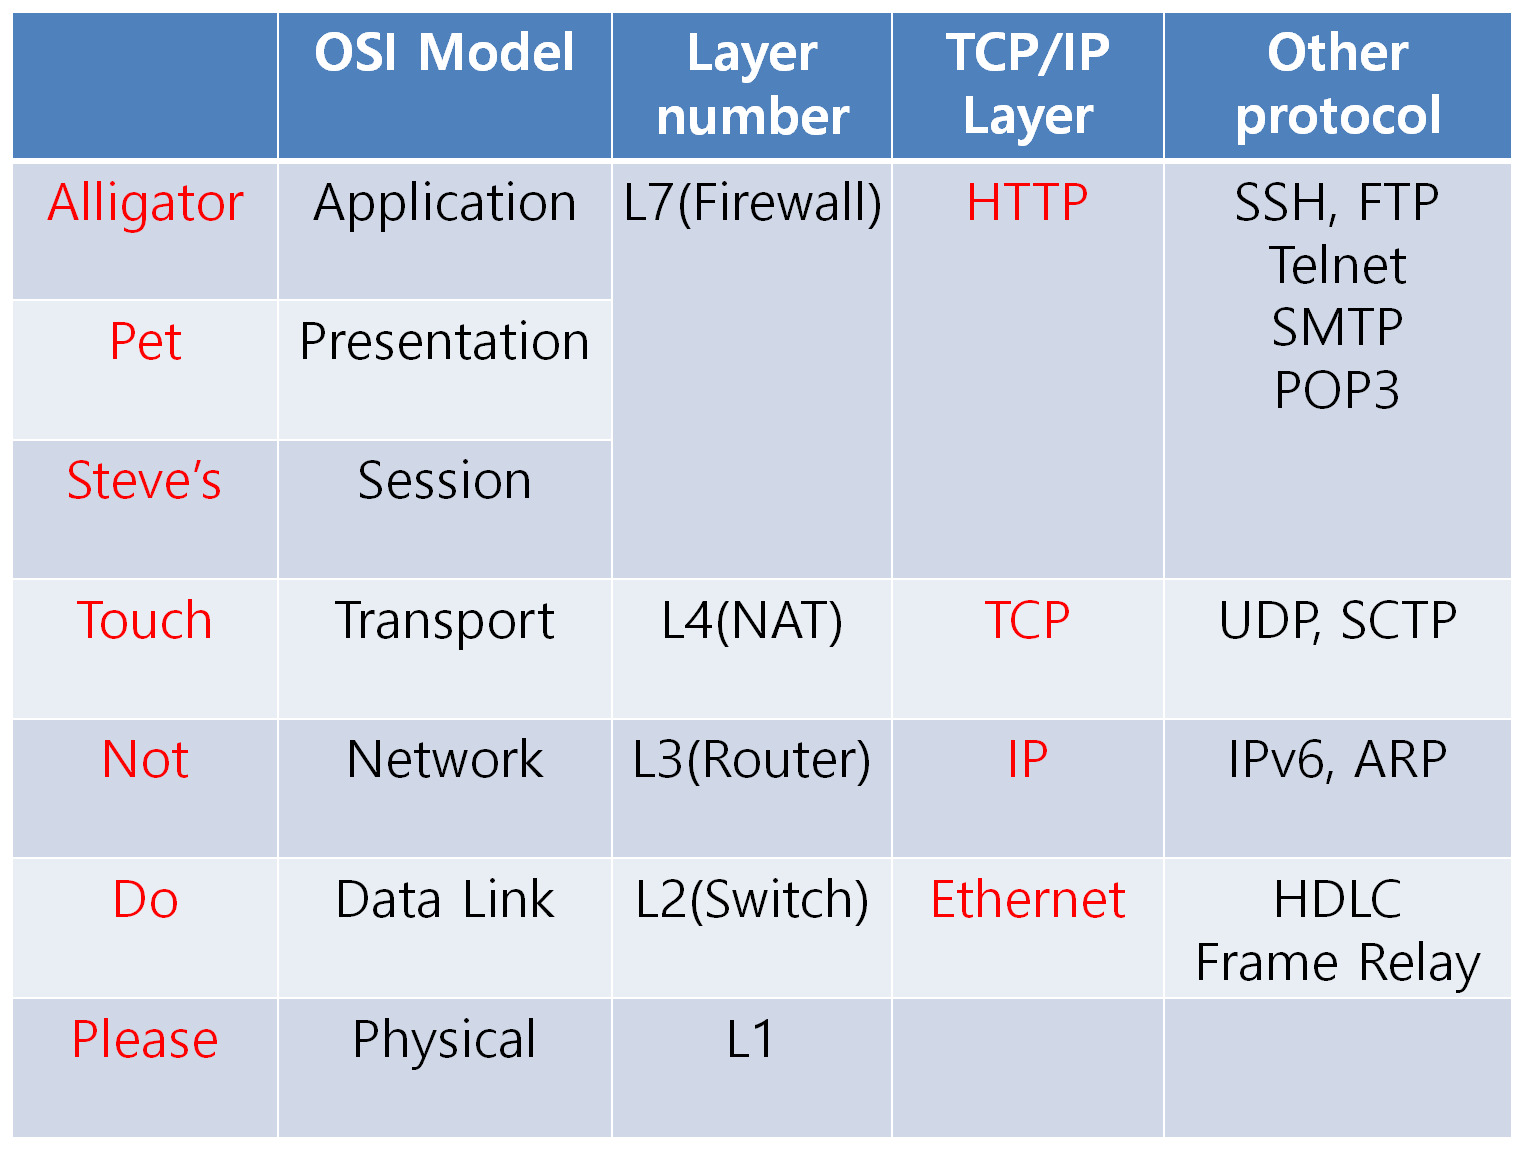 OSI Model
Layer
number
TCP/IP
Layer
Other
protocol
Alligator
Application
L7(Firewall)
HTTP
SSH, FTP
Telnet
SMTP
POP3
Pet
Presentation
Steve’s
Session
Touch
Transport
L4(NAT)
TCP
UDP, SCTP
Not
Network
L3(Router)
IP
IPv6, ARP
Do
Data Link
L2(Switch)
Ethernet
HDLC
Frame Relay
Please
Physical
L1